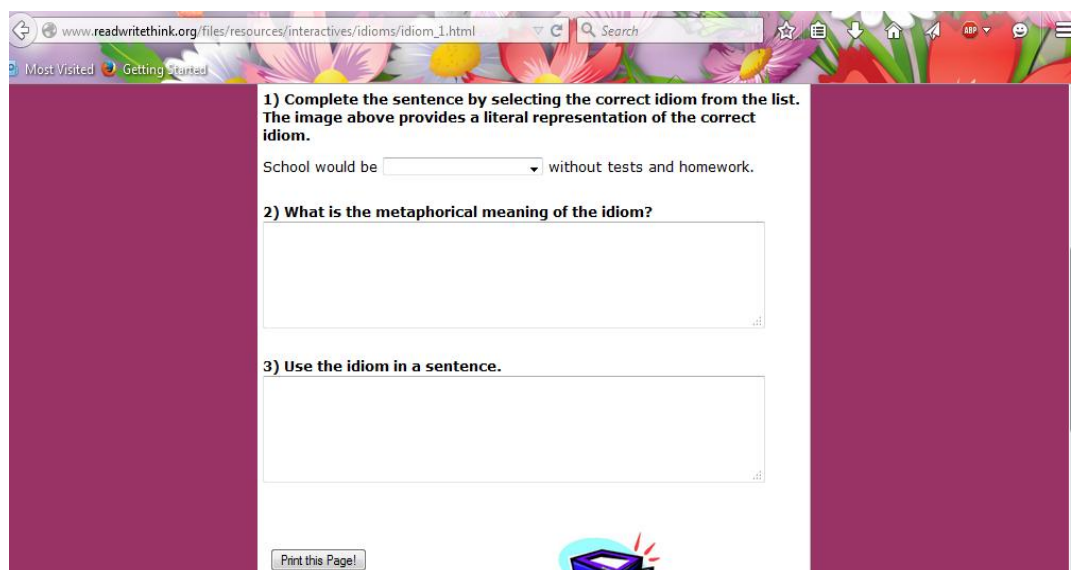 www.readwritethink.org/files/resources/interactives/idioms/idiom_1.html
Search
ABP
Most Visited
Getting Started
1) Complete the sentence by selecting the correct idiom from the list.
The image above provides a literal representation of the correct
idiom.
School would be without tests and homework.
2) What is the metaphorical meaning of the idiom?
3) Use the idiom in a sentence.
Print this Page!